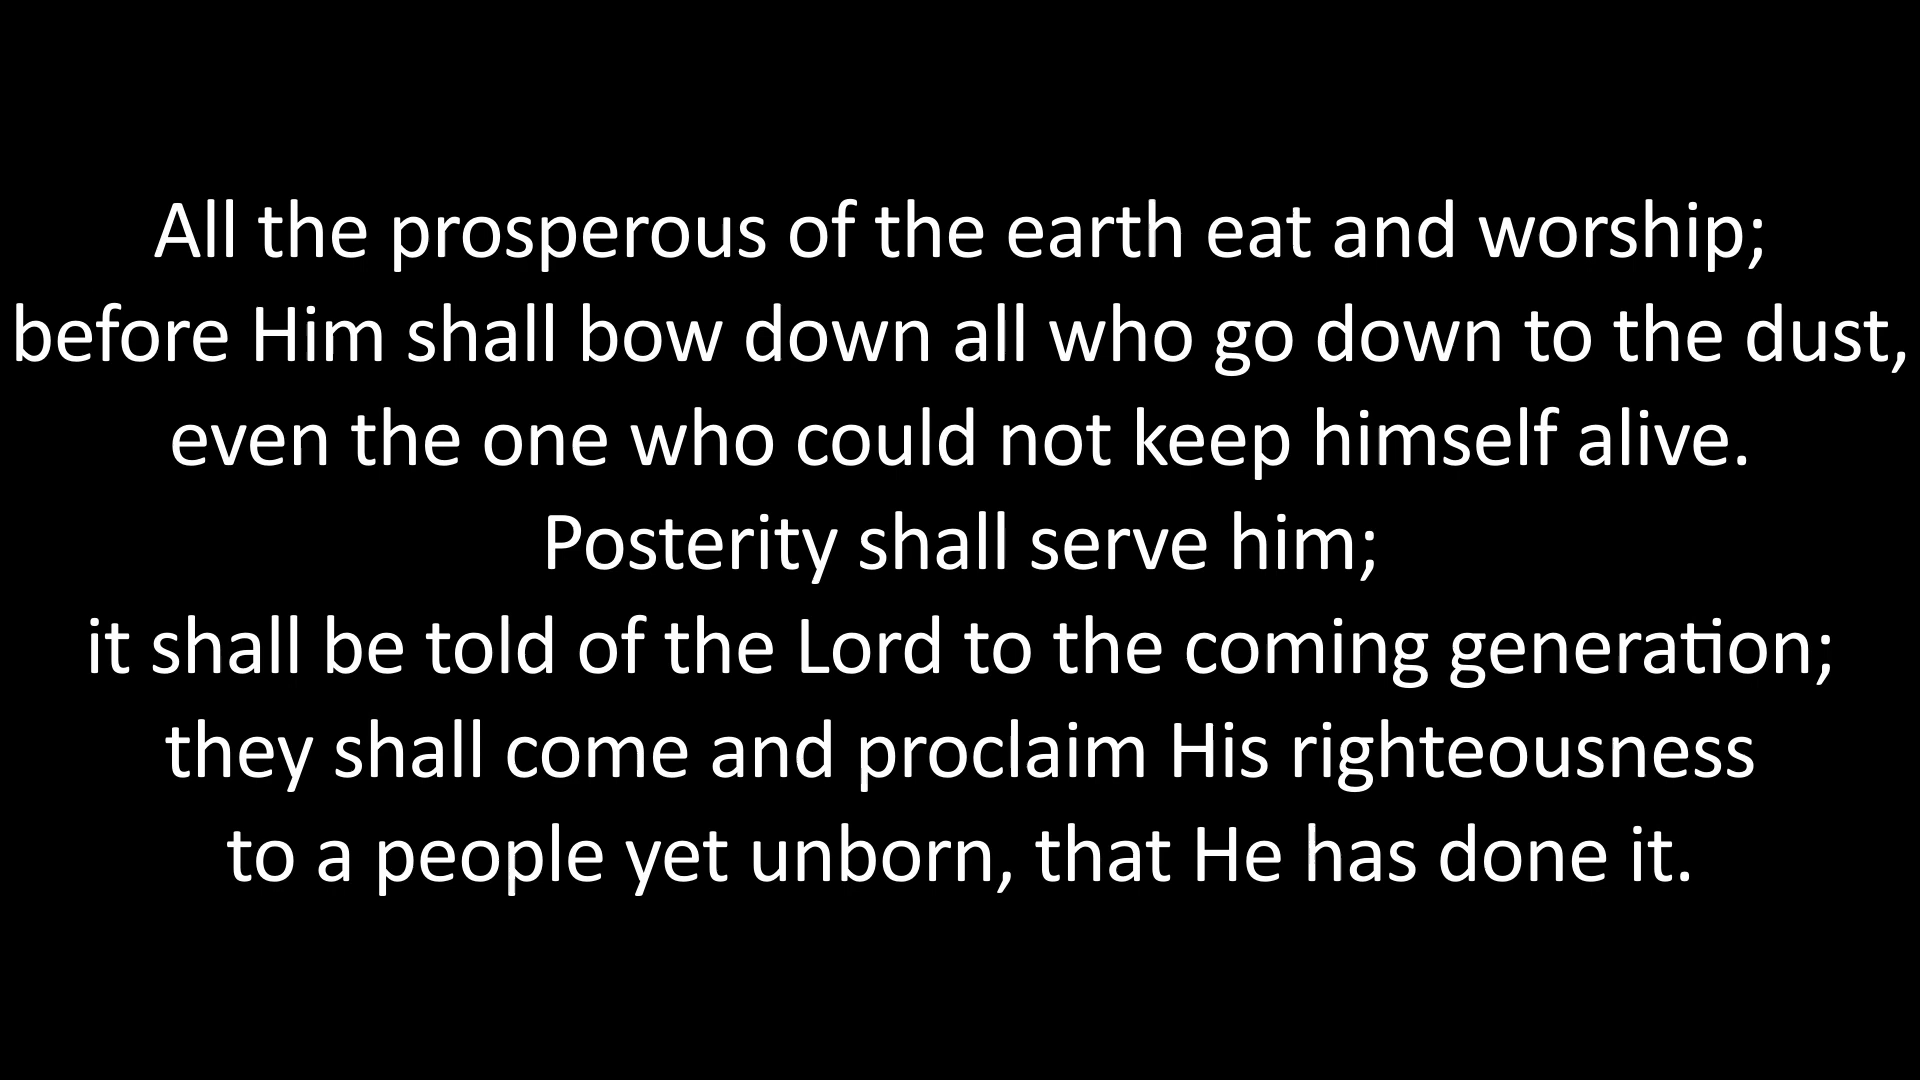 All the prosperous of the earth eat and worship;
before Him shall bow down all who go down to the dust,
even the one who could not keep himself alive.
Posterity shall serve him;
it shall be told of the Lord to the coming generation;
they shall come and proclaim His righteousness
to a people yet unborn, that He has done it.